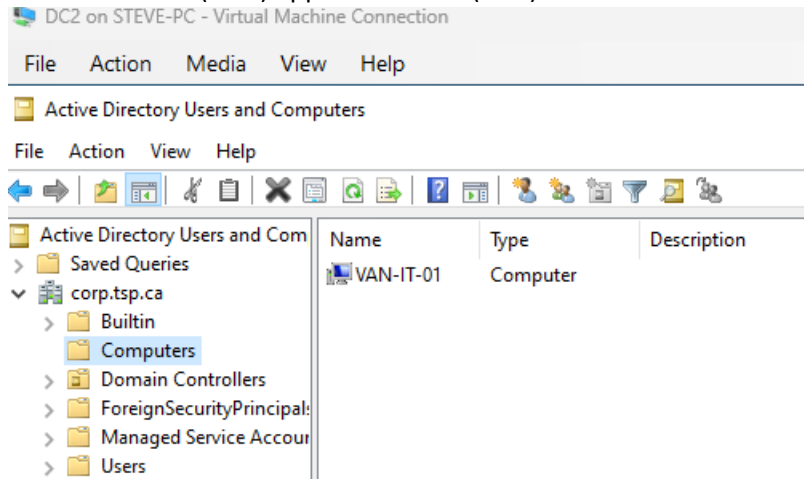 DC2 on STEVE-PC - Virtual Machine Connection
File Action Media View Help
Active Directory Users and Computers
File Action View Help
Active Directory Users and Com
Name Type Description
Saved Queries
VAN-IT-01 Computer
corp.tsp.ca
Builtin
Computers
Domain Controllers
ForeignSecurityPrincipals
Managed Service Accour
Users